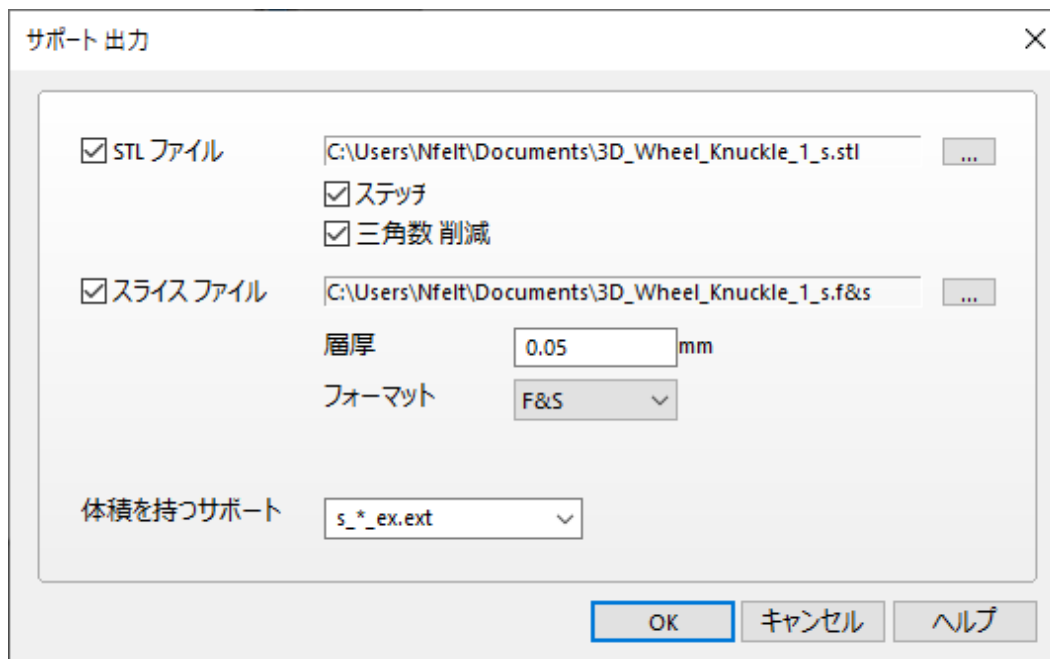 サポート 出力
STL ファイル C:\Users\Nfelt\Documents\3D_Wheel_Knuckle_1_s.stl ...
ステッチ
三角数 削減
スライス ファイル C:\Users\Nfelt\Documents\3D_Wheel_Knuckle_1_s.f&s ...
層厚 0.05 mm
フォーマット F&S
体積を持つサポート s_*_ex.ext
OK キャンセル ヘルプ